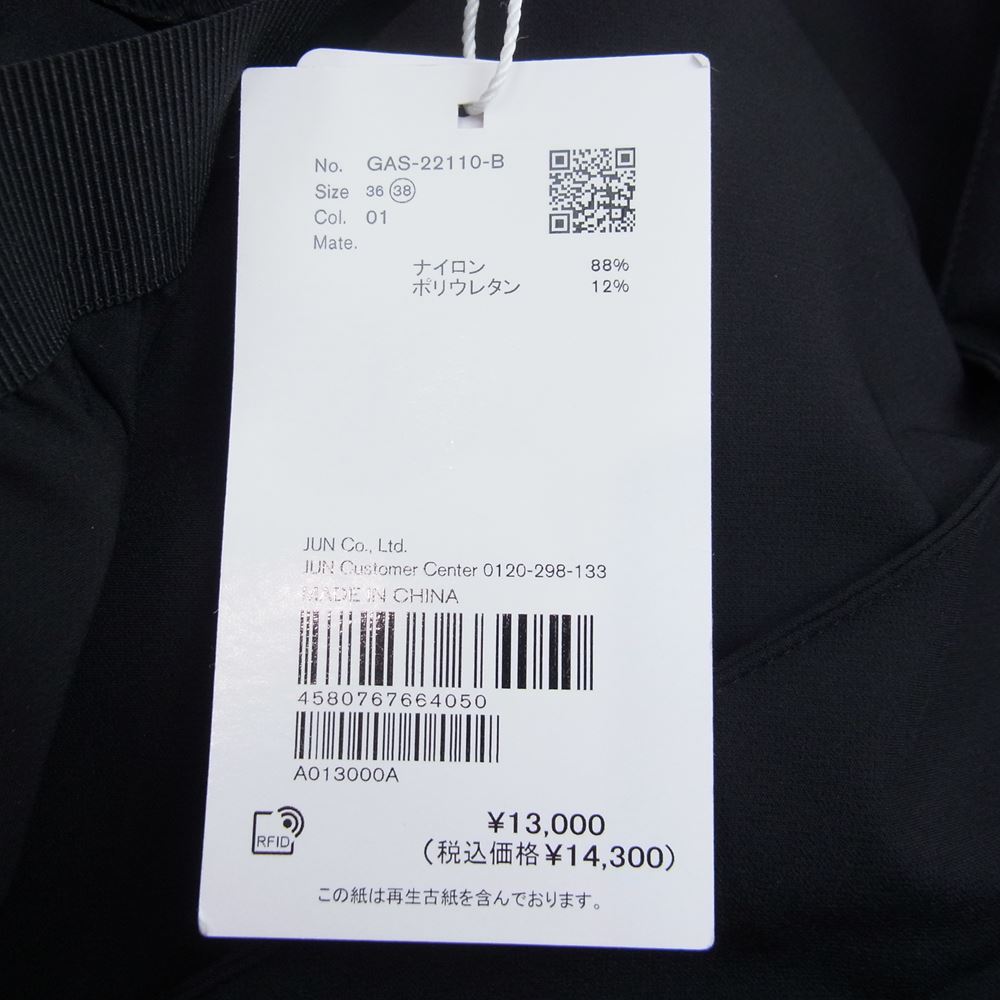 No. GAS-22110-B
Size 36 38
Col. 01
Mate.
ナイロン 88%
ポリウレタン 12%
JUN Co., Ltd.
JUN Customer Center 0120-298-133
MADE IN CHINA
4580767664050
A013000A
RFID
¥13,000
(税込価格¥14,300)
この紙は再生古紙を含んでおります。